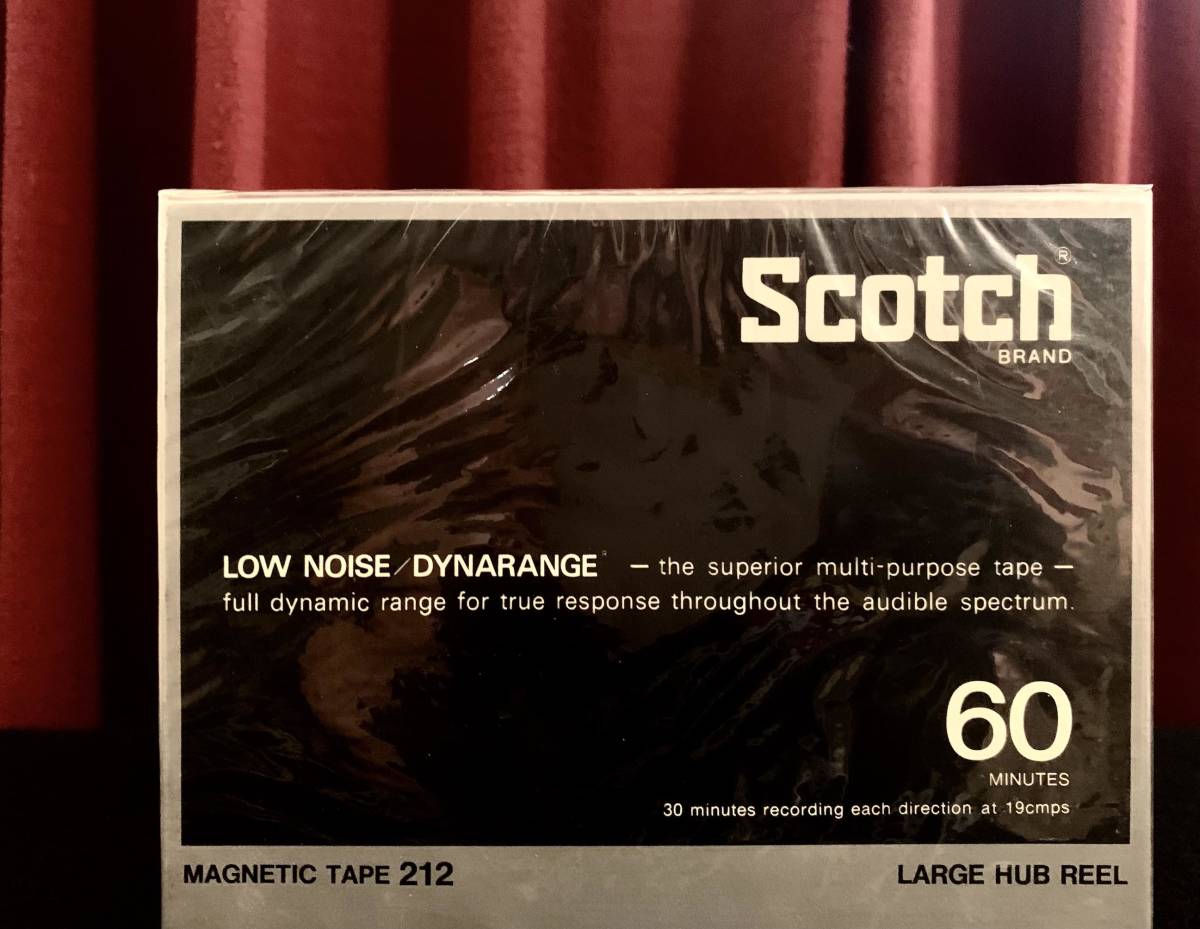 Scotch®
BRAND
LOW NOISE/DYNARANGE — the superior multi-purpose tape —
full dynamic range for true response throughout the audible spectrum.
60
MINUTES
30 minutes recording each direction at 19cmps
MAGNETIC TAPE 212
LARGE HUB REEL